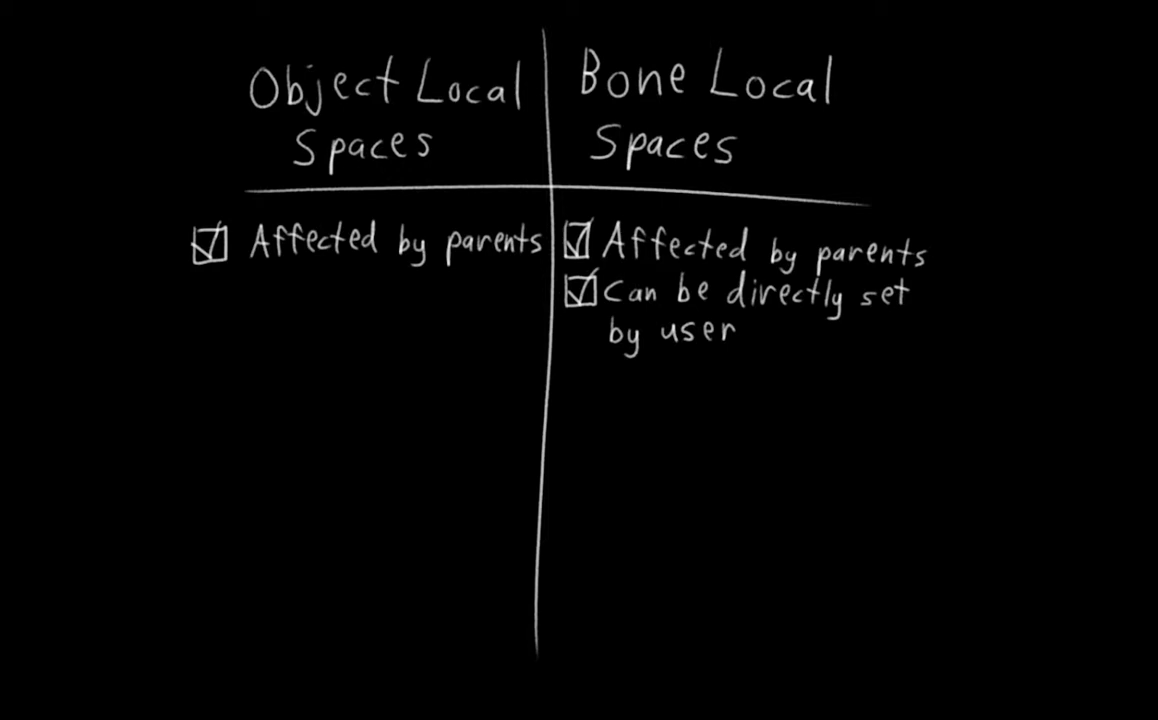 Object Local
Spaces
Bone Local
Spaces
Affected by parents
Affected by parents
Can be directly set
by user